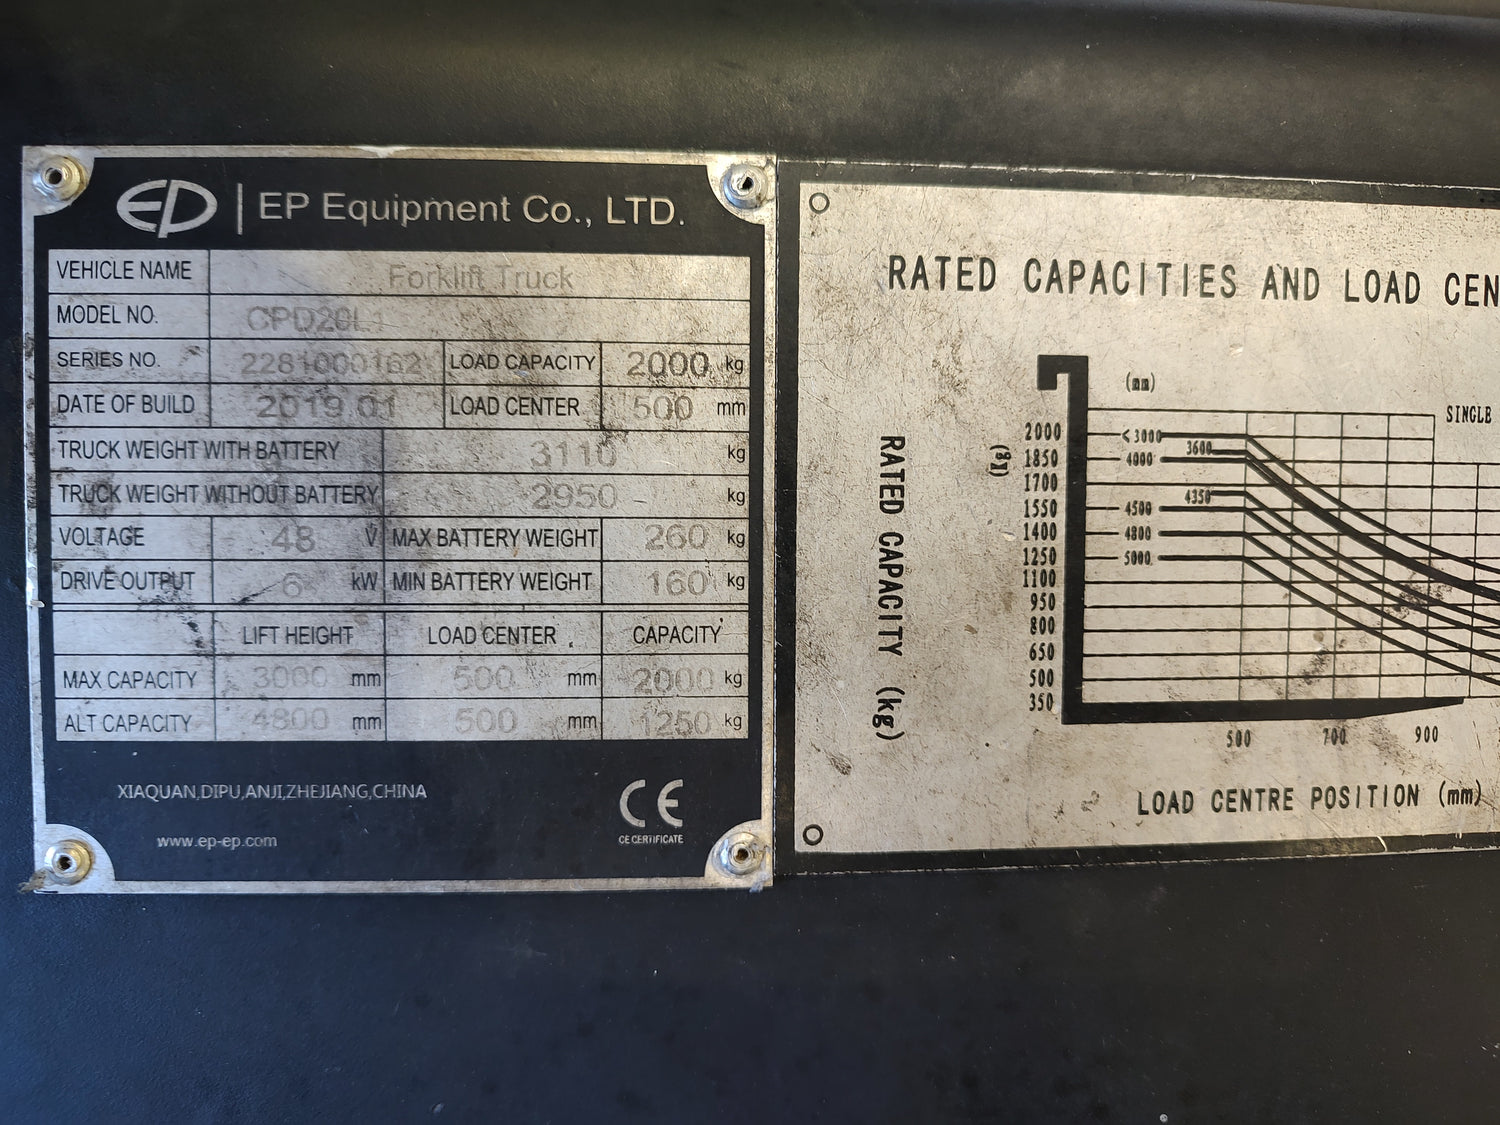 EP | EP Equipment Co., LTD.
VEHICLE NAME Forklift Truck
MODEL NO. CPD20L1
SERIES NO. 2281000162 LOAD CAPACITY 2000 kg
DATE OF BUILD 2019.01 LOAD CENTER 500 mm
TRUCK WEIGHT WITH BATTERY 3110 kg
TRUCK WEIGHT WITHOUT BATTERY 2950 kg
VOLTAGE 48 V MAX BATTERY WEIGHT 260 kg
DRIVE OUTPUT 6 kW MIN BATTERY WEIGHT 160 kg
LIFT HEIGHT LOAD CENTER CAPACITY
MAX CAPACITY 3000 mm 500 mm 2000 kg
ALT CAPACITY 4800 mm 500 mm 1250 kg
XIAQUAN,DIPU,ANJI,ZHEJIANG,CHINA
www.ep-ep.com
CE
CE CERTIFICATE
RATED CAPACITIES AND LOAD CEN
(mm)
SINGLE
RATED CAPACITY (kg)
(kg)
2000
1850
1700
1550
1400
1250
1100
950
800
650
500
350
<3000
3600
4000
4350
4500
4800
5000
500 700 900
LOAD CENTRE POSITION (mm)